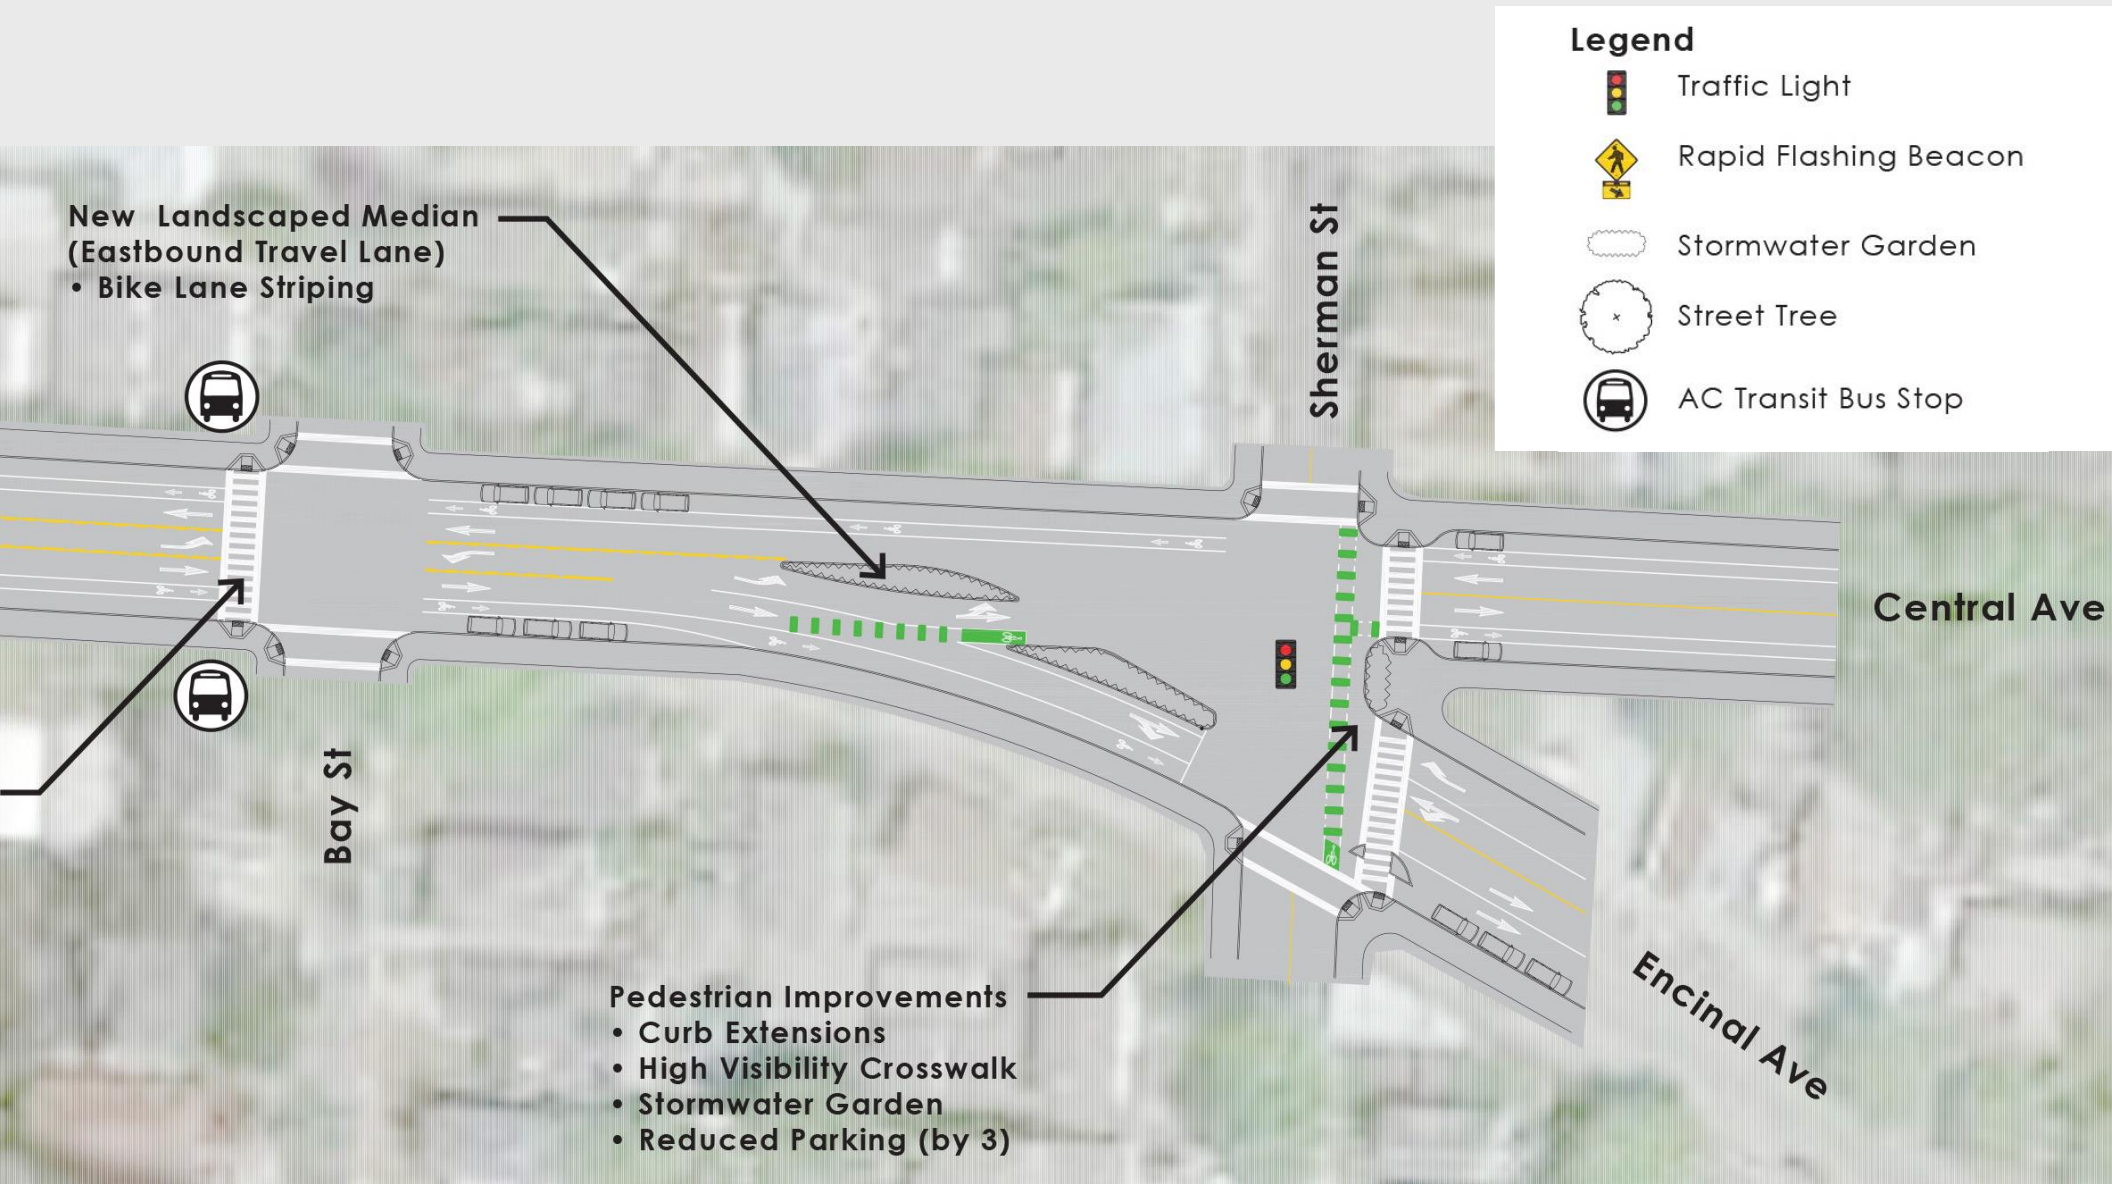 Legend
Traffic Light
Rapid Flashing Beacon
Stormwater Garden
Street Tree
AC Transit Bus Stop
New Landscaped Median
(Eastbound Travel Lane)
• Bike Lane Striping
Sherman St
Central Ave
Bay St
Encinal Ave
Pedestrian Improvements
• Curb Extensions
• High Visibility Crosswalk
• Stormwater Garden
• Reduced Parking (by 3)